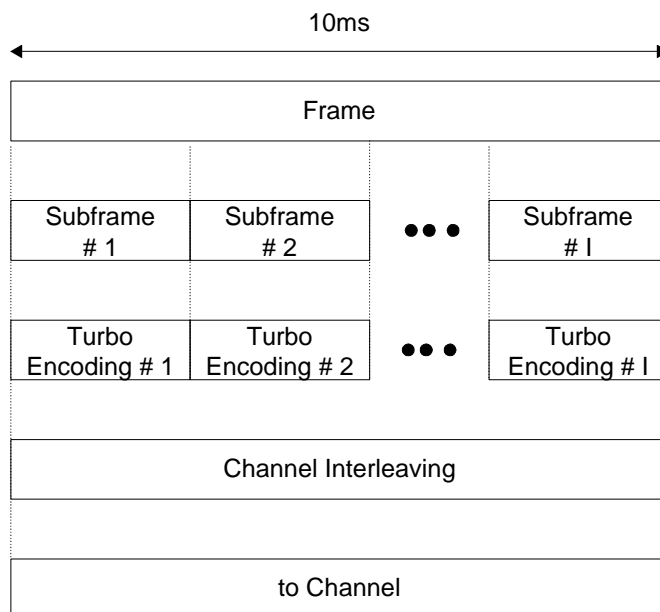 10ms
Frame
Subframe
# 1
Subframe
# 2
Subframe
# I
Turbo
Encoding # 1
Turbo
Encoding # 2
Turbo
Encoding # I
Channel Interleaving
to Channel